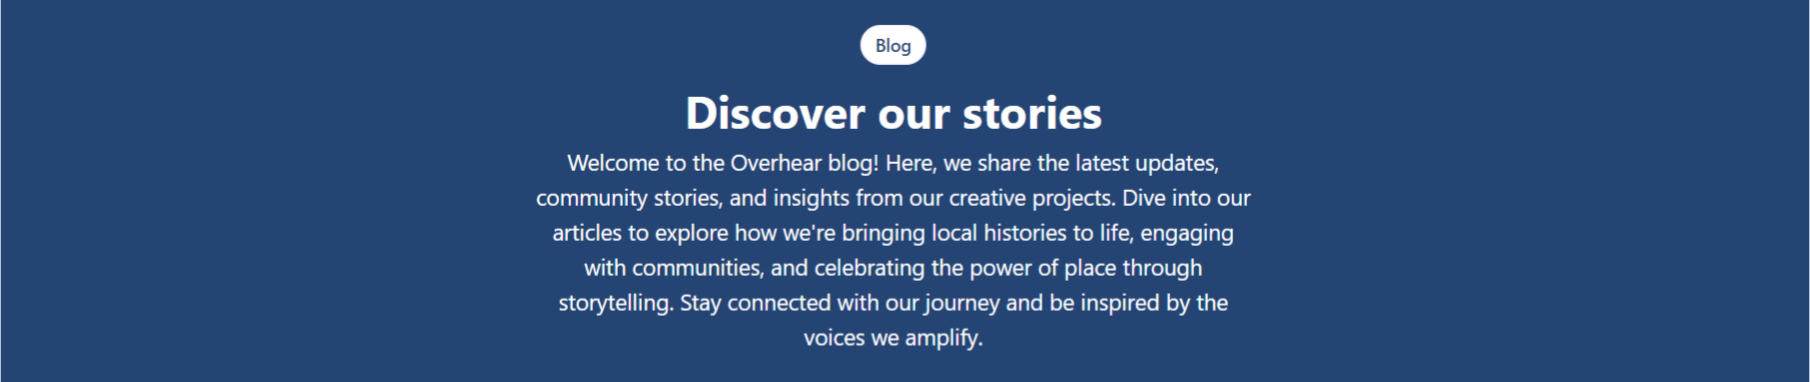 Blog
Discover our stories
Welcome to the Overhear blog! Here, we share the latest updates,
community stories, and insights from our creative projects. Dive into our
articles to explore how we're bringing local histories to life, engaging
with communities, and celebrating the power of place through
storytelling. Stay connected with our journey and be inspired by the
voices we amplify.